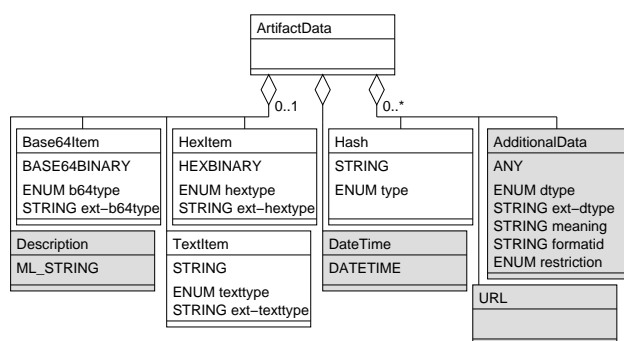 ArtifactData
0..1
0..*
Base64Item
BASE64BINARY
ENUM b64type
STRING ext−b64type
HexItem
HEXBINARY
ENUM hextype
STRING ext−hextype
Hash
STRING
ENUM type
AdditionalData
ANY
ENUM dtype
STRING ext−dtype
STRING meaning
STRING formatid
ENUM restriction
Description
ML_STRING
TextItem
STRING
ENUM texttype
STRING ext−texttype
DateTime
DATETIME
URL